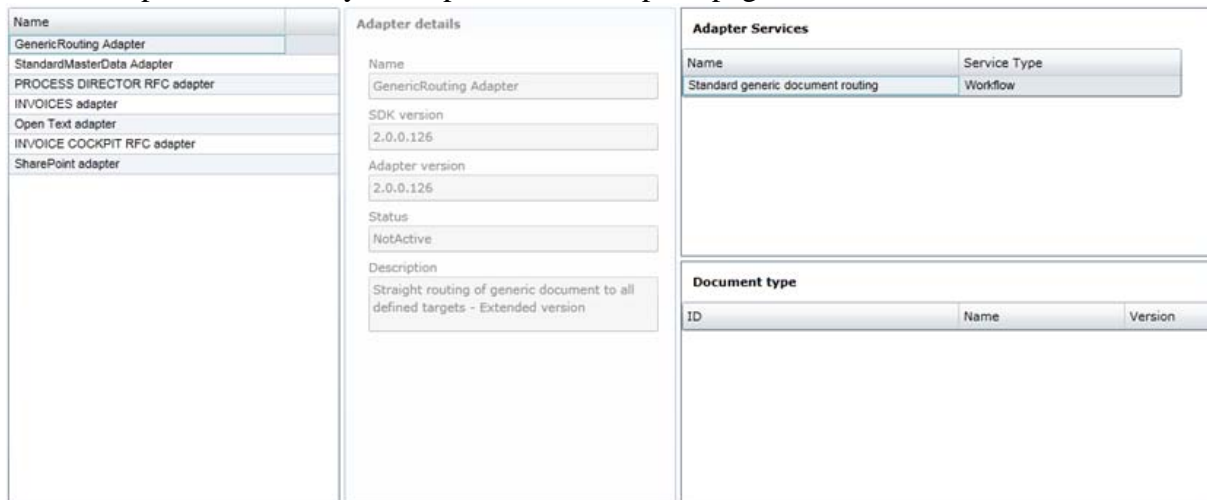 Name
GenericRouting Adapter
StandardMasterData Adapter
PROCESS DIRECTOR RFC adapter
INVOICES adapter
Open Text adapter
INVOICE COCKPIT RFC adapter
SharePoint adapter
Adapter details
Name
GenericRouting Adapter
SDK version
2.0.0.126
Adapter version
2.0.0.126
Status
NotActive
Description
Straight routing of generic document to all
defined targets - Extended version
Adapter Services
Name Service Type
Standard generic document routing Workflow
Document type
ID Name Version